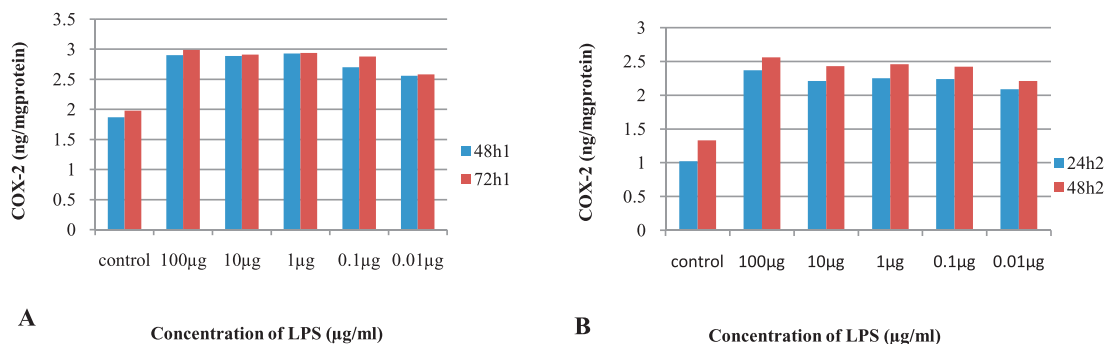 3.5
3
2.5
2
1.5
1
0.5
0
COX-2 (ng/mgprotein)
control 100µg 10µg 1µg 0.1µg 0.01µg
48h1
72h1
A
Concentration of LPS (µg/ml)
3
2.5
2
1.5
1
0.5
0
COX-2 (ng/mgprotein)
control 100µg 10µg 1µg 0.1µg 0.01µg
24h2
48h2
B
Concentration of LPS (µg/ml)